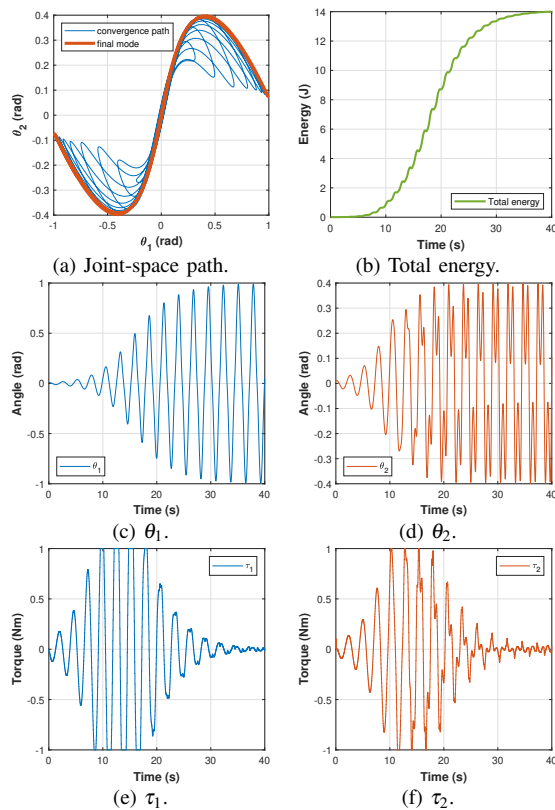 convergence path
final mode
θ2 (rad)
0.4
0.3
0.2
0.1
0
-0.1
-0.2
-0.3
-0.4
-1 -0.5 0 0.5 1
θ1 (rad)
(a) Joint-space path.
Energy (J)
14
12
10
8
6
4
2
0
Total energy
0 10 20 30 40
Time (s)
(b) Total energy.
Angle (rad)
1
0.5
0
-0.5
-1
θ1
0 10 20 30 40
Time (s)
(c) θ1.
Angle (rad)
0.4
0.3
0.2
0.1
0
-0.1
-0.2
-0.3
-0.4
θ2
0 10 20 30 40
Time (s)
(d) θ2.
Torque (Nm)
1
0.5
0
-0.5
-1
τ1
0 10 20 30 40
Time (s)
(e) τ1.
Torque (Nm)
1
0.5
0
-0.5
-1
τ2
0 10 20 30 40
Time (s)
(f) τ2.